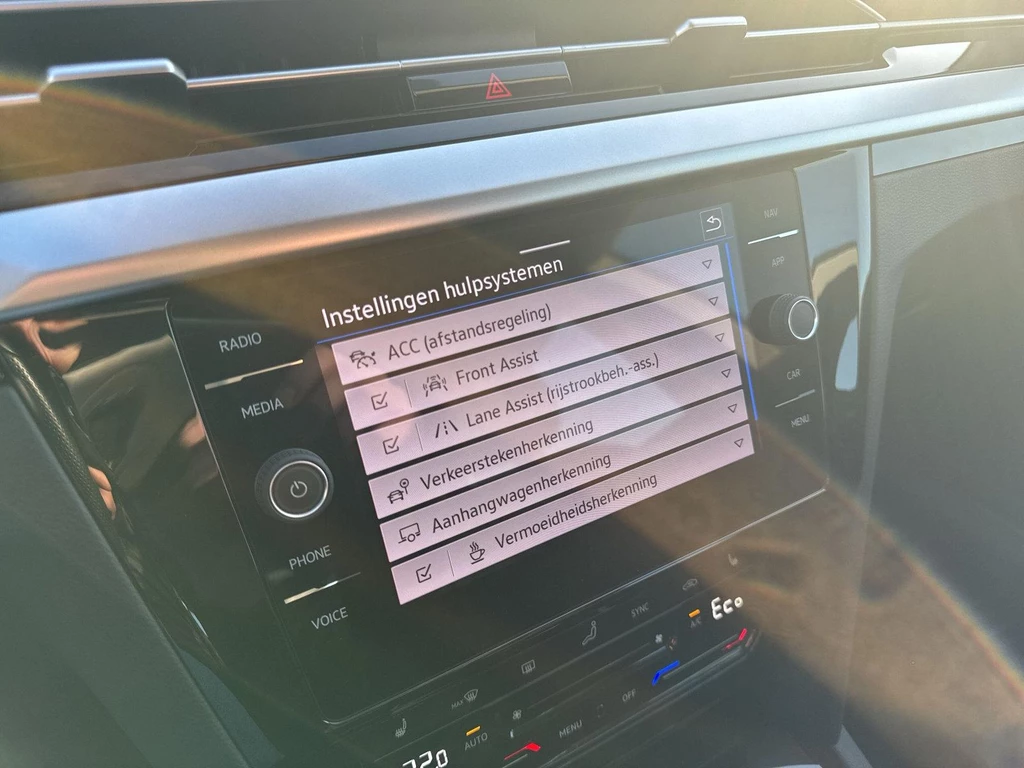 Instellingen hulpsystemen
ACC (afstandsregeling)
Front Assist
Lane Assist (rijstrookbeh.-ass.)
Verkeerstekenherkenning
Aanhangwagenherkenning
Vermoeidheidsherkenning
RADIO
MEDIA
PHONE
VOICE
NAV
APP
CAR
MENU
SYNC
Eco
A/C
MAX
OFF
MENU
AUTO